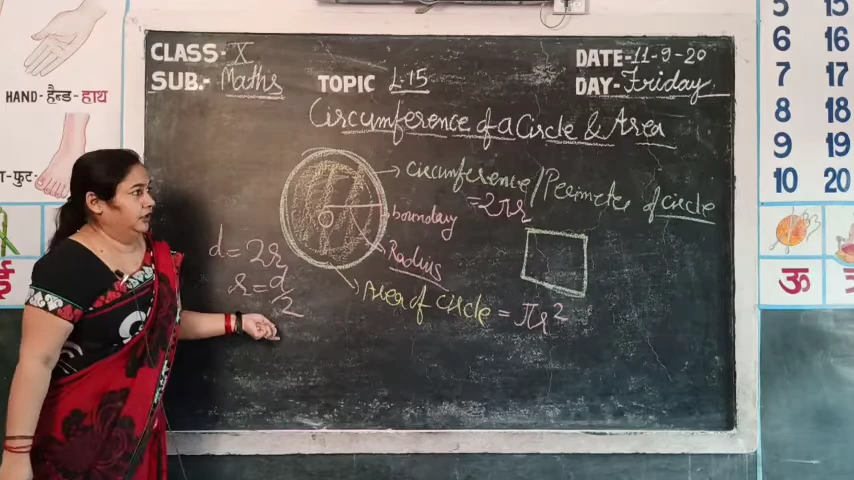 CLASS- X
SUB.- Maths
TOPIC L-15
DATE- 11-9-20
DAY- Friday
Circumference of a Circle & Area
circumference/Perimeter of circle
= 2πr
boundary
Radius
d = 2r
r = d/2
Area of circle = πr²
HAND - हैन्ड - हाथ
-फुट-
ई
5 15
6 16
7 17
8 18
9 19
10 20
ऊ